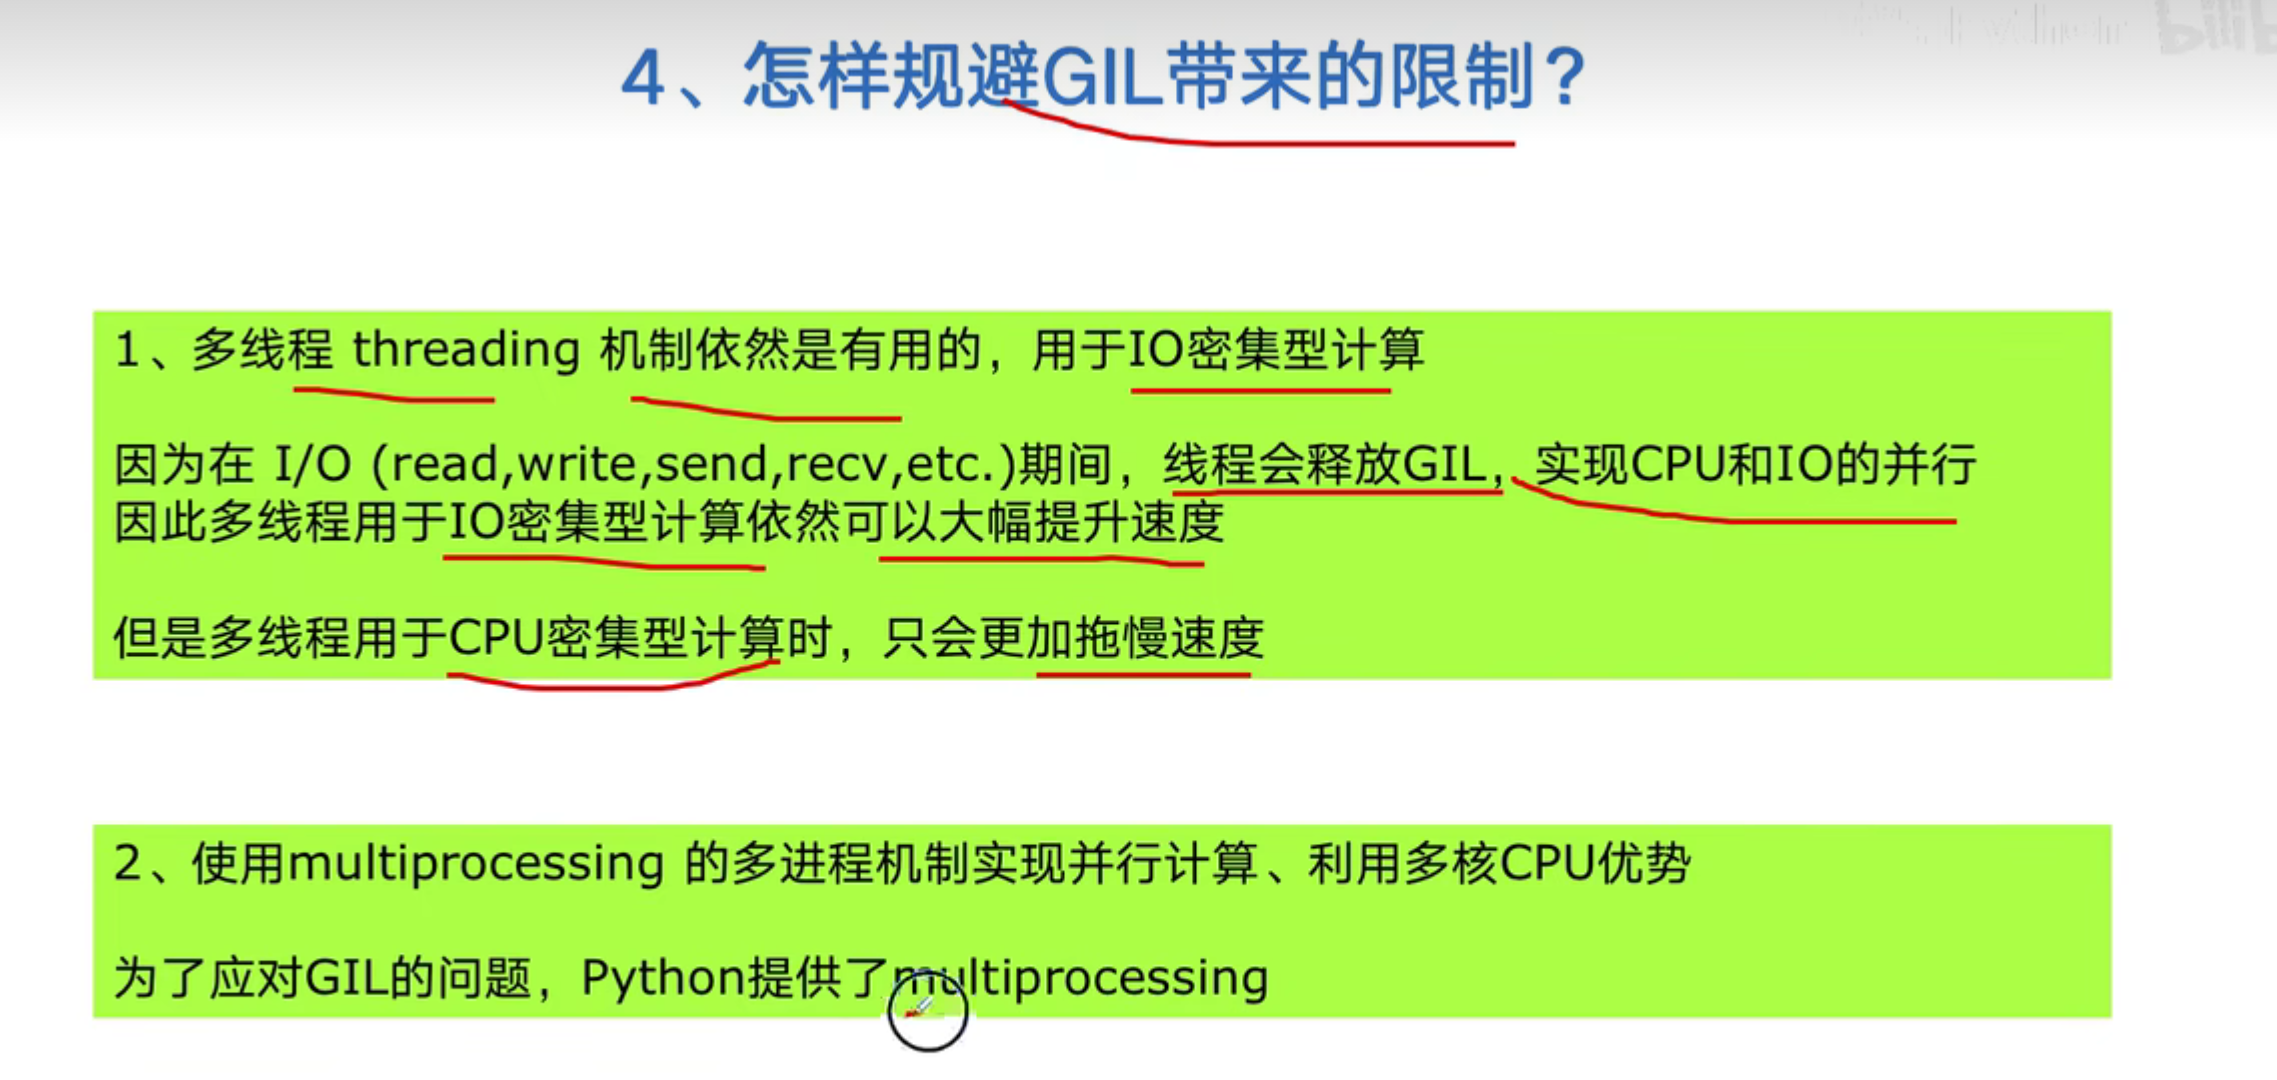 4、怎样规避GIL带来的限制？
1、多线程 threading 机制依然是有用的，用于IO密集型计算
因为在 I/O (read,write,send,recv,etc.)期间，线程会释放GIL，实现CPU和IO的并行
因此多线程用于IO密集型计算依然可以大幅提升速度
但是多线程用于CPU密集型计算时，只会更加拖慢速度
2、使用multiprocessing 的多进程机制实现并行计算、利用多核CPU优势
为了应对GIL的问题，Python提供了multiprocessing